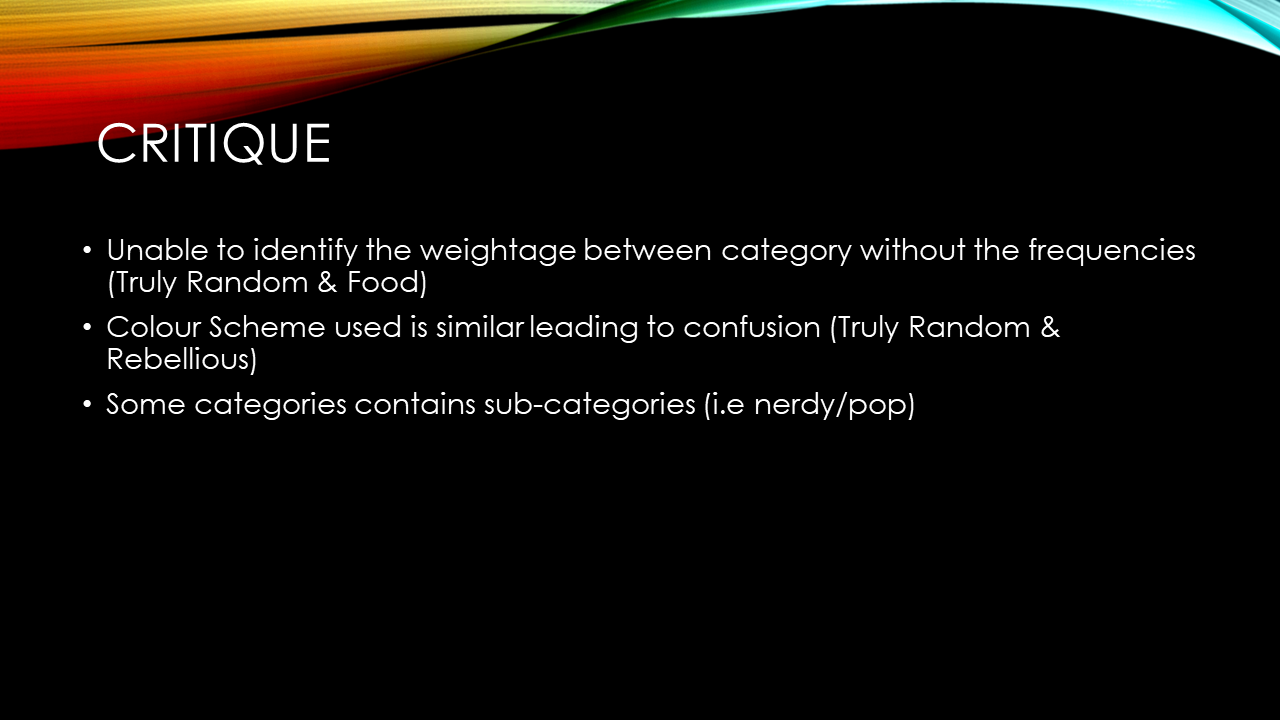 CRITIQUE
• Unable to identify the weightage between category without the frequencies
(Truly Random & Food)
• Colour Scheme used is similar leading to confusion (Truly Random &
Rebellious)
• Some categories contains sub-categories (i.e nerdy/pop)